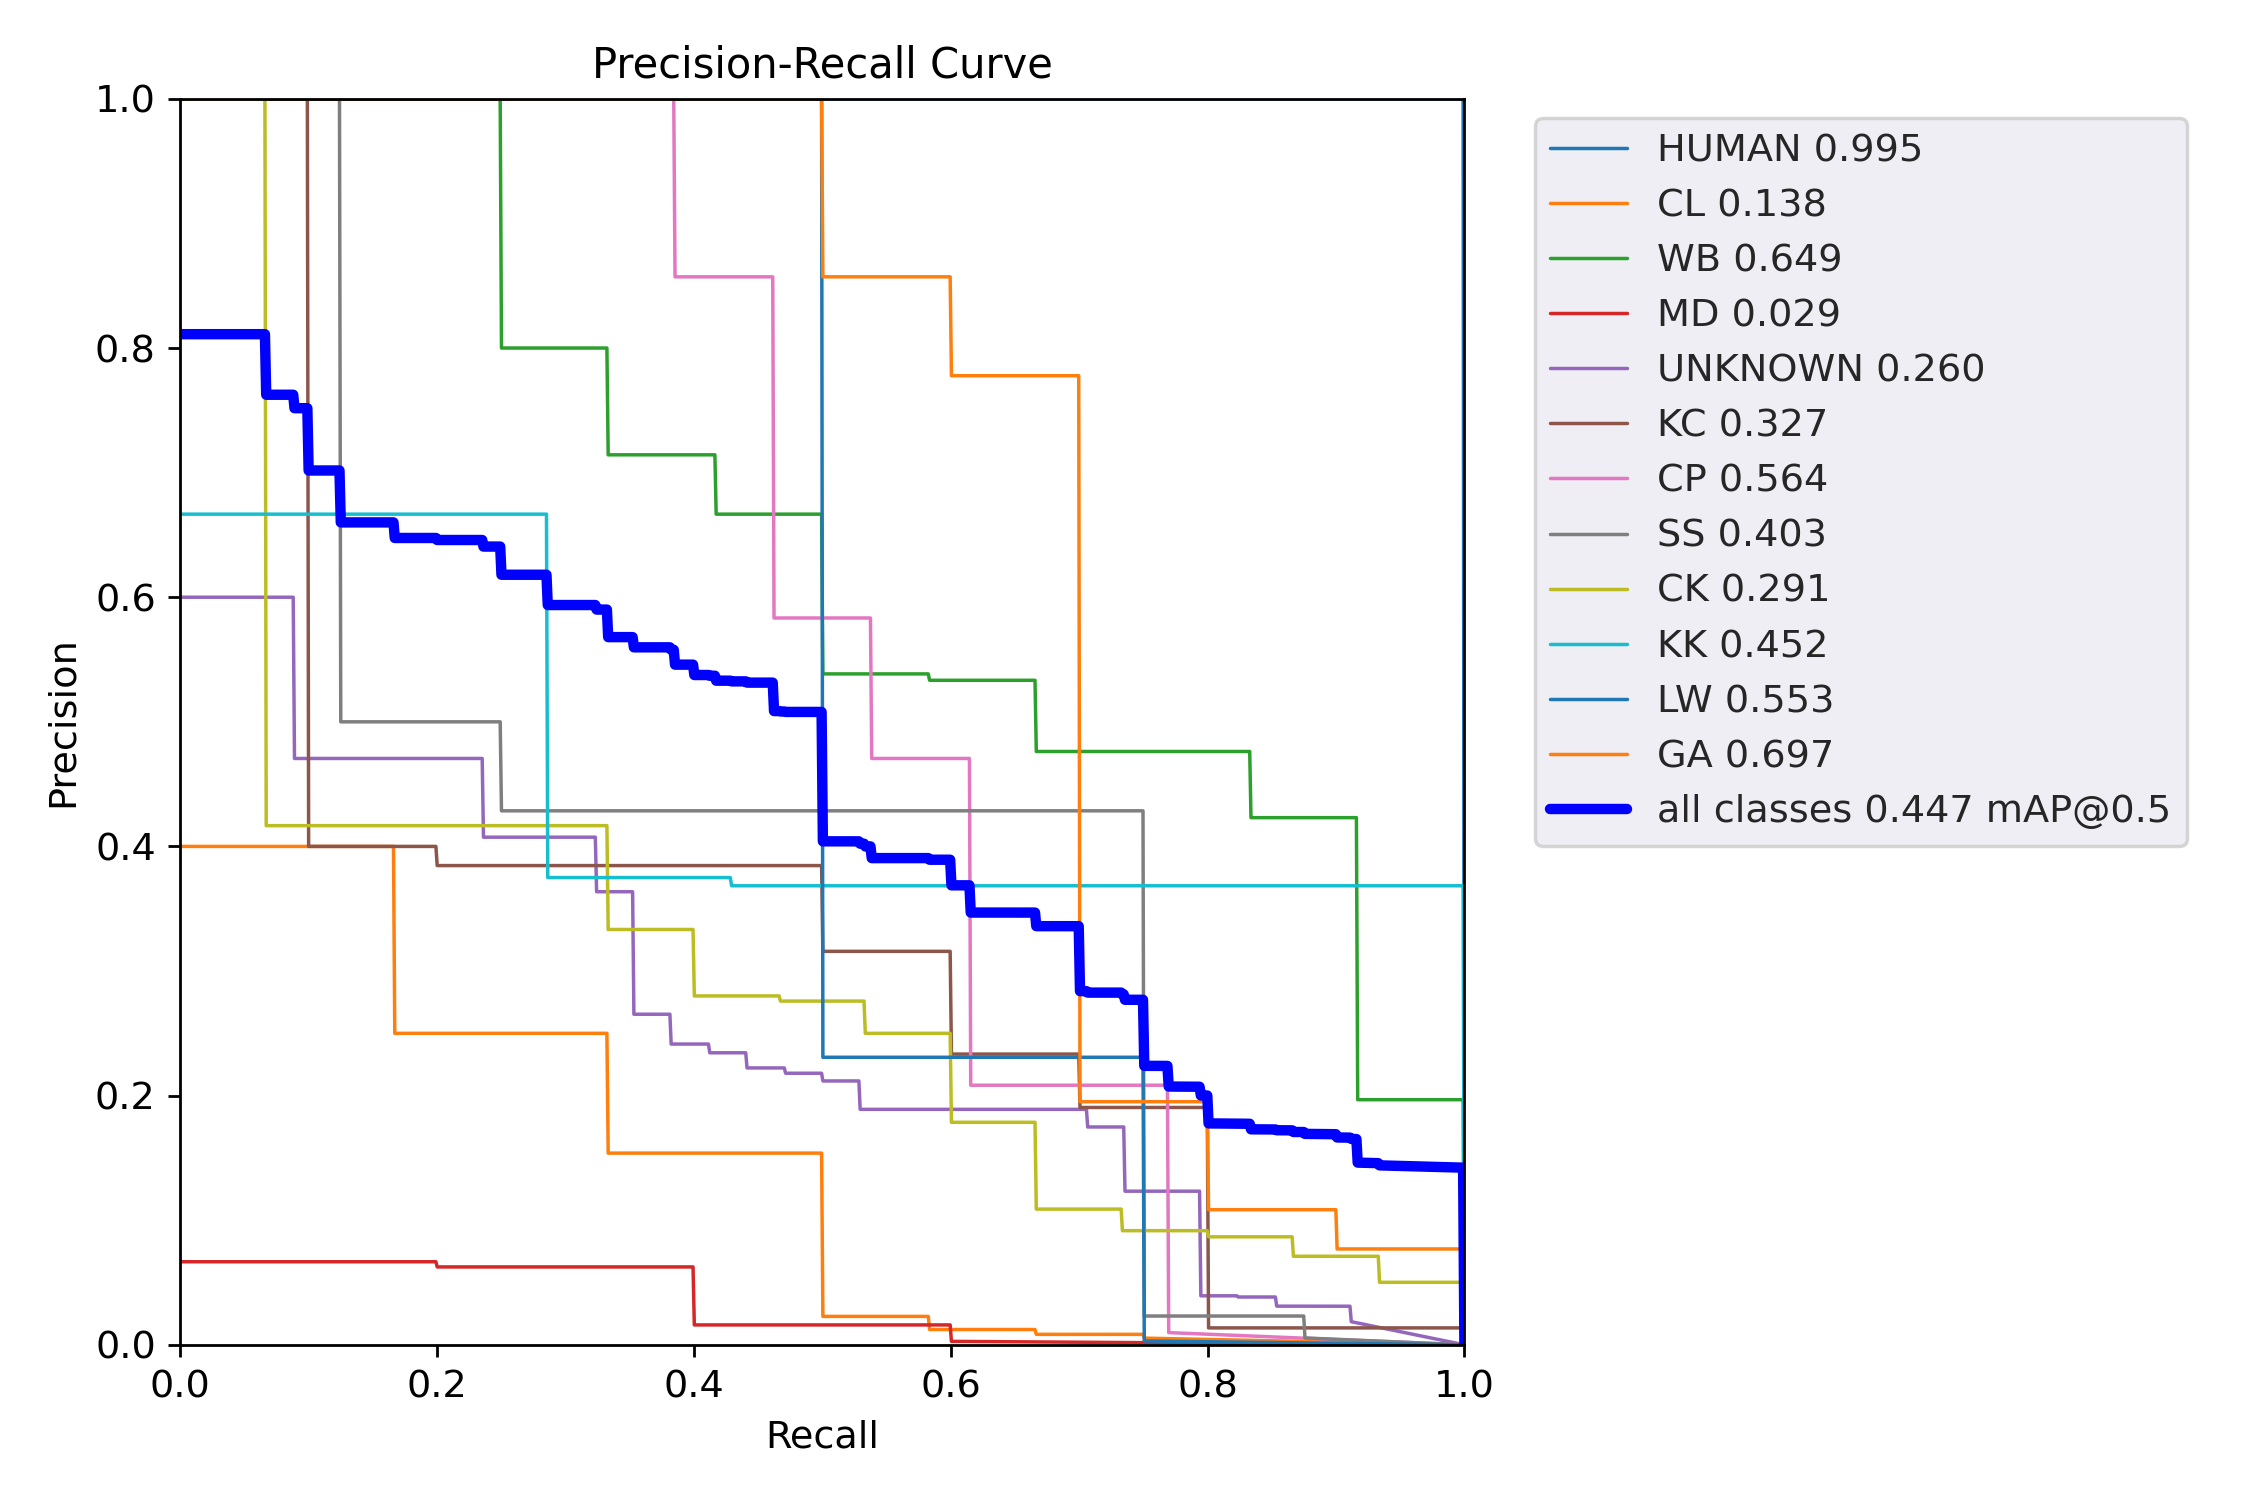 Precision-Recall Curve
1.0
0.8
0.6
0.4
0.2
0.0
Precision
0.0 0.2 0.4 0.6 0.8 1.0
Recall
HUMAN 0.995
CL 0.138
WB 0.649
MD 0.029
UNKNOWN 0.260
KC 0.327
CP 0.564
SS 0.403
CK 0.291
KK 0.452
LW 0.553
GA 0.697
all classes 0.447 mAP@0.5